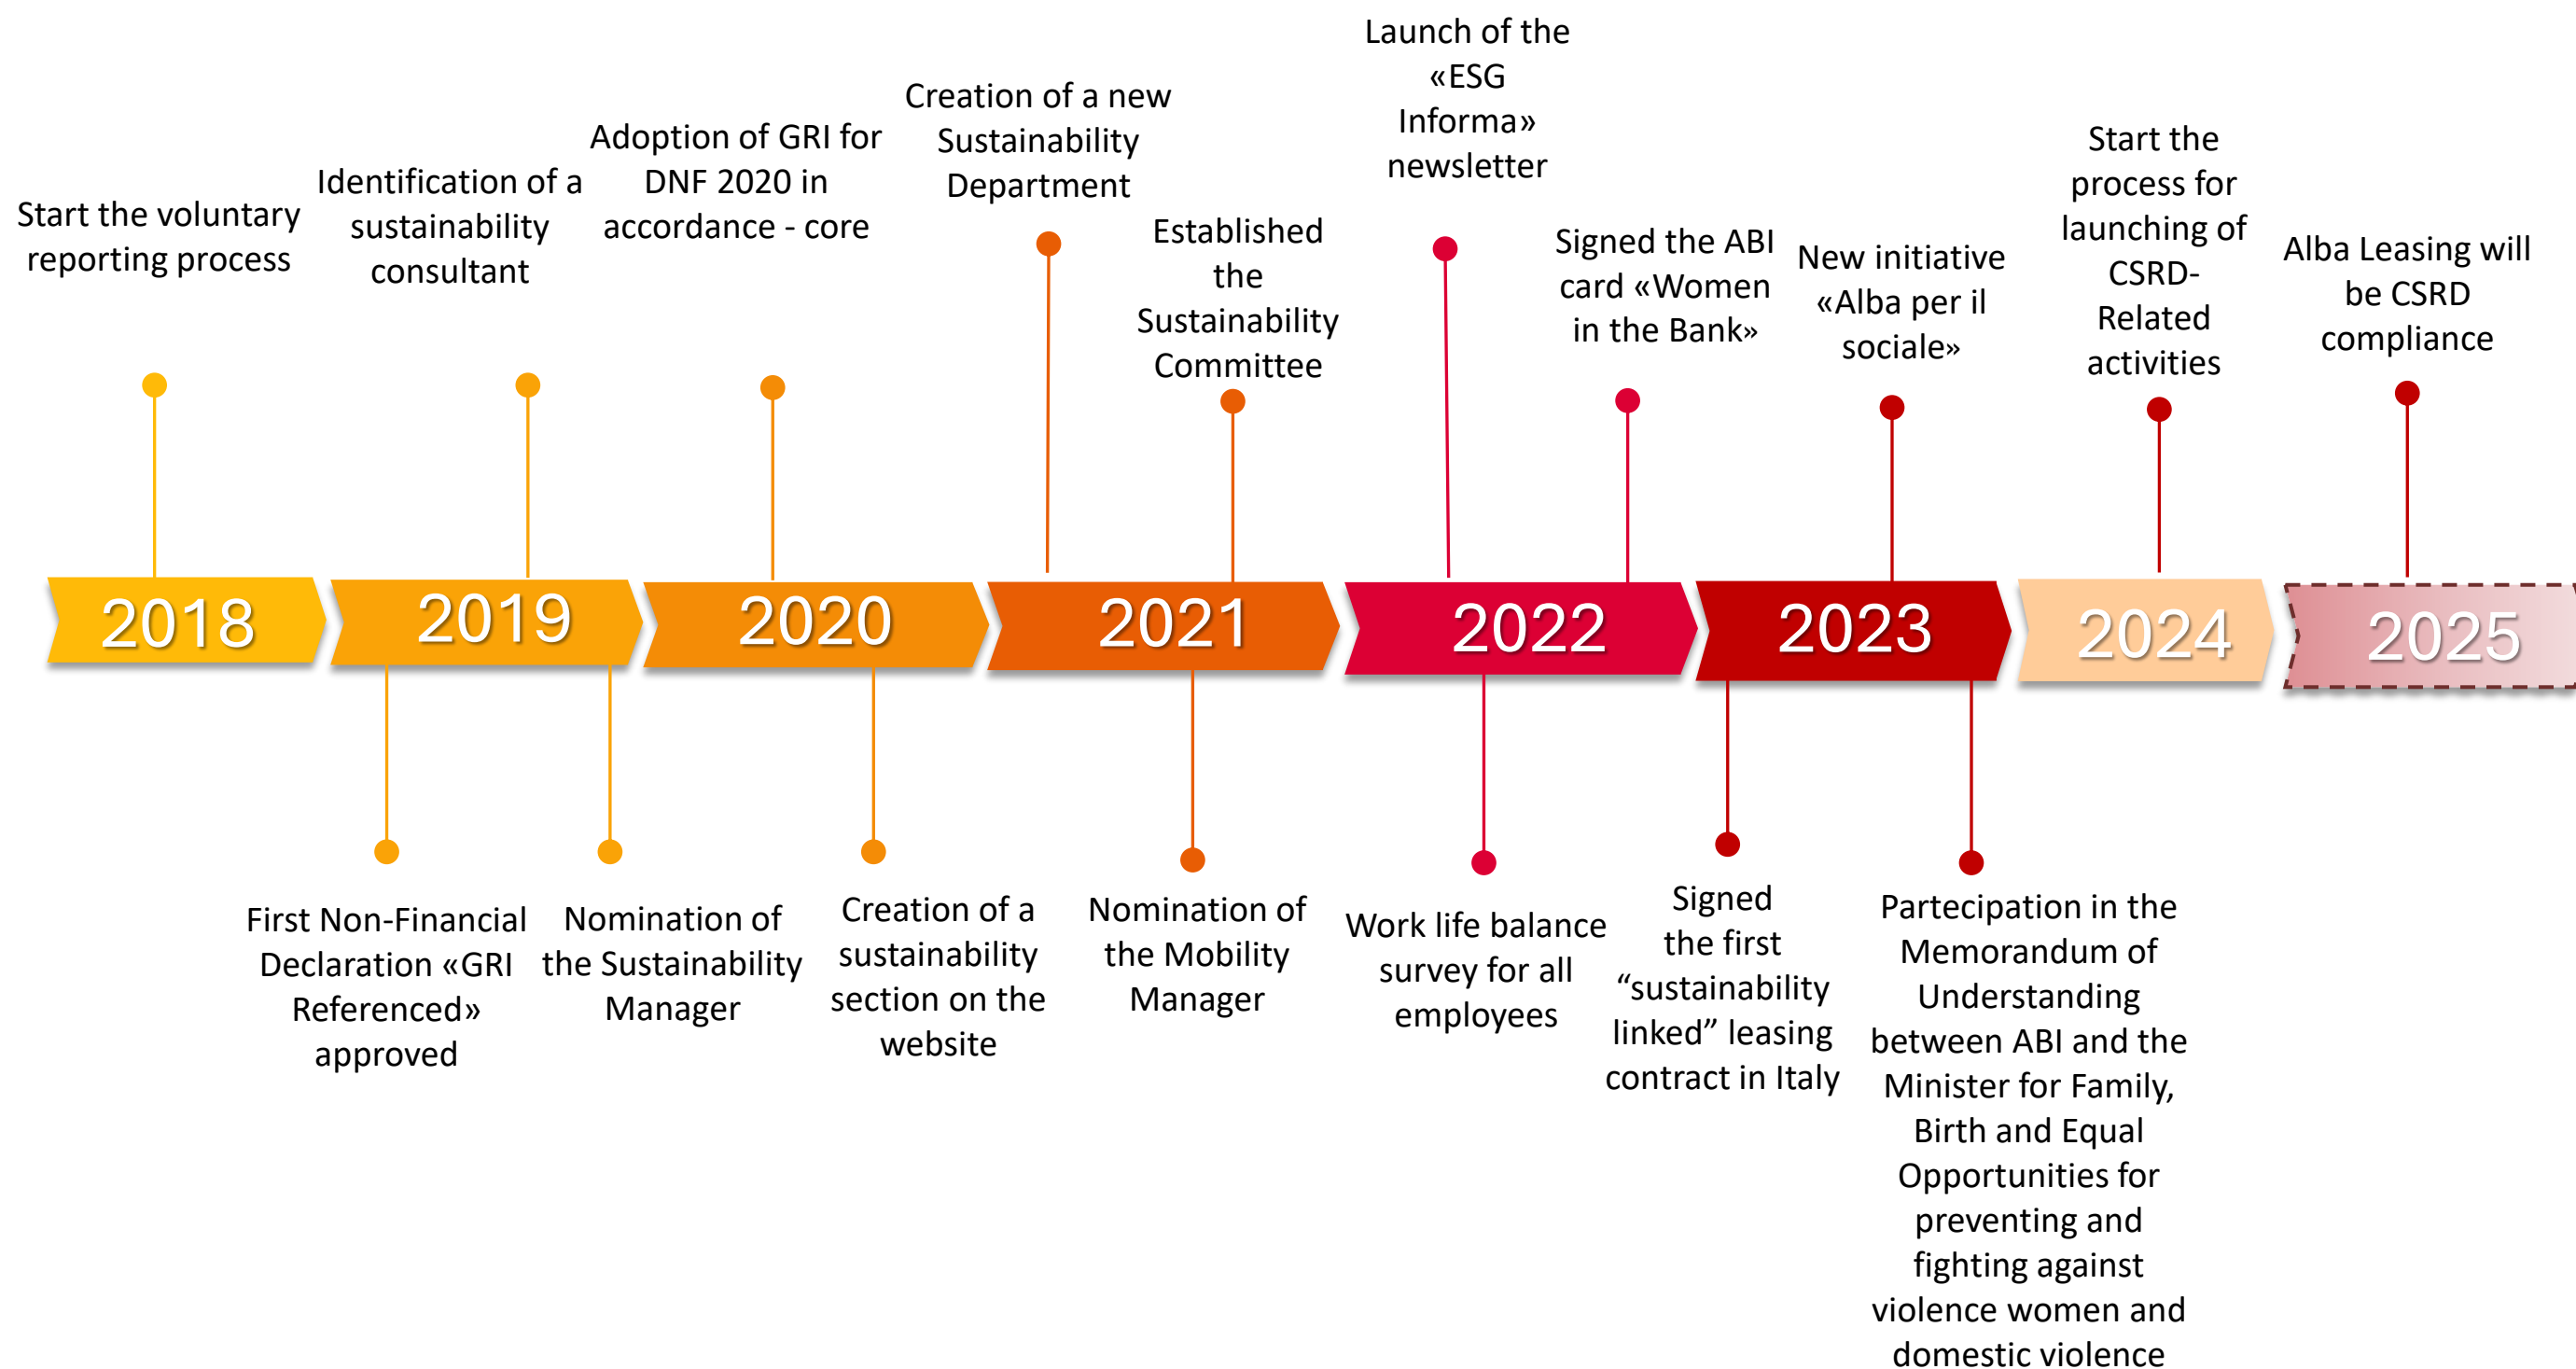 Start the voluntary
reporting process
Identification of a
sustainability
consultant
Adoption of GRI for
DNF 2020 in
accordance - core
Creation of a new
Sustainability
Department
Established
the
Sustainability
Committee
Launch of the
«ESG
Informa»
newsletter
Signed the ABI
card «Women
in the Bank»
New initiative
«Alba per il
sociale»
Start the
process for
launching of
CSRD-
Related
activities
Alba Leasing will
be CSRD
compliance
2018
2019
2020
2021
2022
2023
2024
2025
First Non-Financial
Declaration «GRI
Referenced»
approved
Nomination of
the Sustainability
Manager
Creation of a
sustainability
section on the
website
Nomination of
the Mobility
Manager
Work life balance
survey for all
employees
Signed
the first
“sustainability
linked” leasing
contract in Italy
Partecipation in the
Memorandum of
Understanding
between ABI and the
Minister for Family,
Birth and Equal
Opportunities for
preventing and
fighting against
violence women and
domestic violence